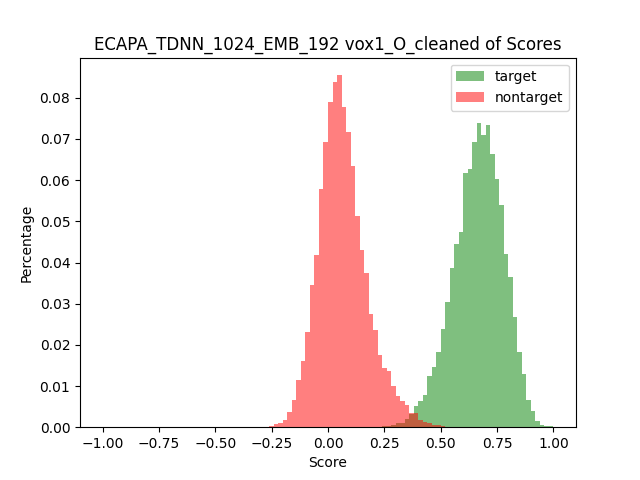 ECAPA_TDNN_1024_EMB_192 vox1_O_cleaned of Scores
target
nontarget
Percentage
0.08
0.07
0.06
0.05
0.04
0.03
0.02
0.01
0.00
−1.00 −0.75 −0.50 −0.25 0.00 0.25 0.50 0.75 1.00
Score